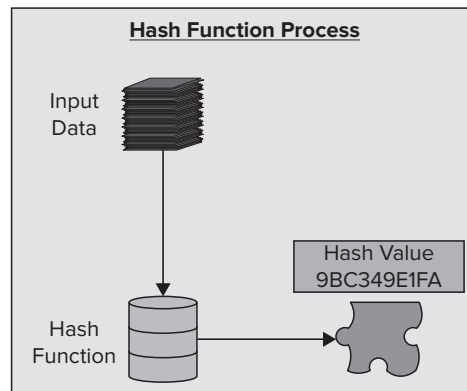 Hash Function Process
Input
Data
Hash Value
9BC349E1FA
Hash
Function